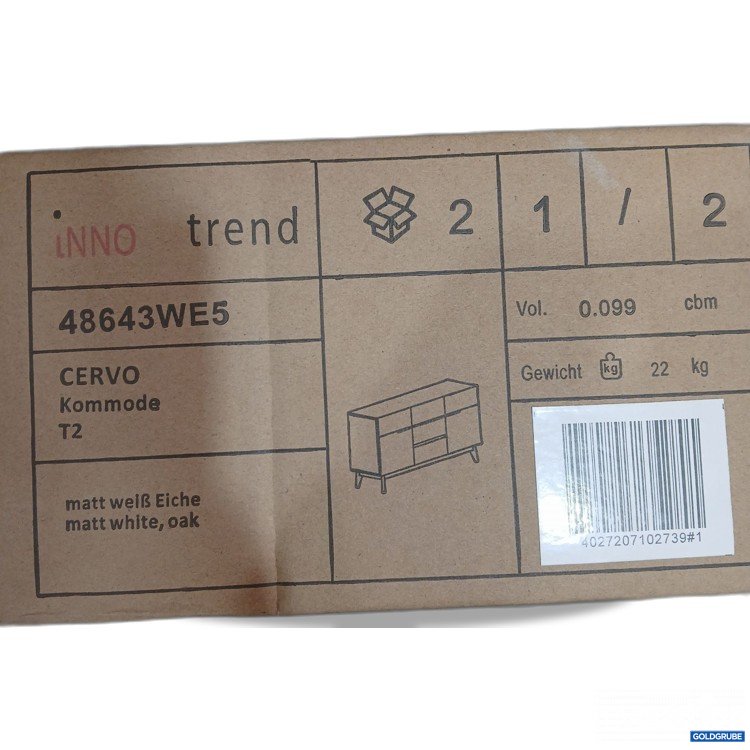 iNNO trend
2
1 / 2
48643WE5
Vol. 0.099 cbm
CERVO
Kommode
T2
Gewicht kg 22 kg
matt weiß Eiche
matt white, oak
4027207102739#1
GOLDGRUBE